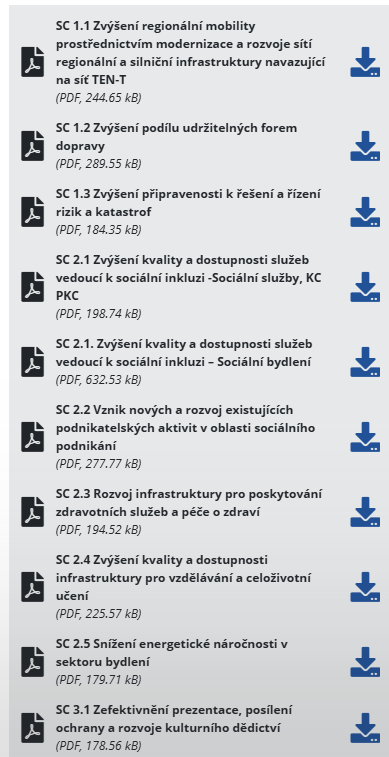 SC 1.1 Zvýšení regionální mobility
prostřednictvím modernizace a rozvoje sítí
regionální a silniční infrastruktury navazující
na síť TEN-T
(PDF, 244.65 kB)
SC 1.2 Zvýšení podílu udržitelných forem
dopravy
(PDF, 289.55 kB)
SC 1.3 Zvýšení připravenosti k řešení a řízení
rizik a katastrof
(PDF, 184.35 kB)
SC 2.1 Zvýšení kvality a dostupnosti služeb
vedoucí k sociální inkluzi -Sociální služby, KC
PKC
(PDF, 198.74 kB)
SC 2.1. Zvýšení kvality a dostupnosti služeb
vedoucí k sociální inkluzi – Sociální bydlení
(PDF, 632.53 kB)
SC 2.2 Vznik nových a rozvoj existujících
podnikatelských aktivit v oblasti sociálního
podnikání
(PDF, 277.77 kB)
SC 2.3 Rozvoj infrastruktury pro poskytování
zdravotních služeb a péče o zdraví
(PDF, 194.52 kB)
SC 2.4 Zvýšení kvality a dostupnosti
infrastruktury pro vzdělávání a celoživotní
učení
(PDF, 225.57 kB)
SC 2.5 Snížení energetické náročnosti v
sektoru bydlení
(PDF, 179.71 kB)
SC 3.1 Zefektivnění prezentace, posílení
ochrany a rozvoje kulturního dědictví
(PDF, 178.56 kB)